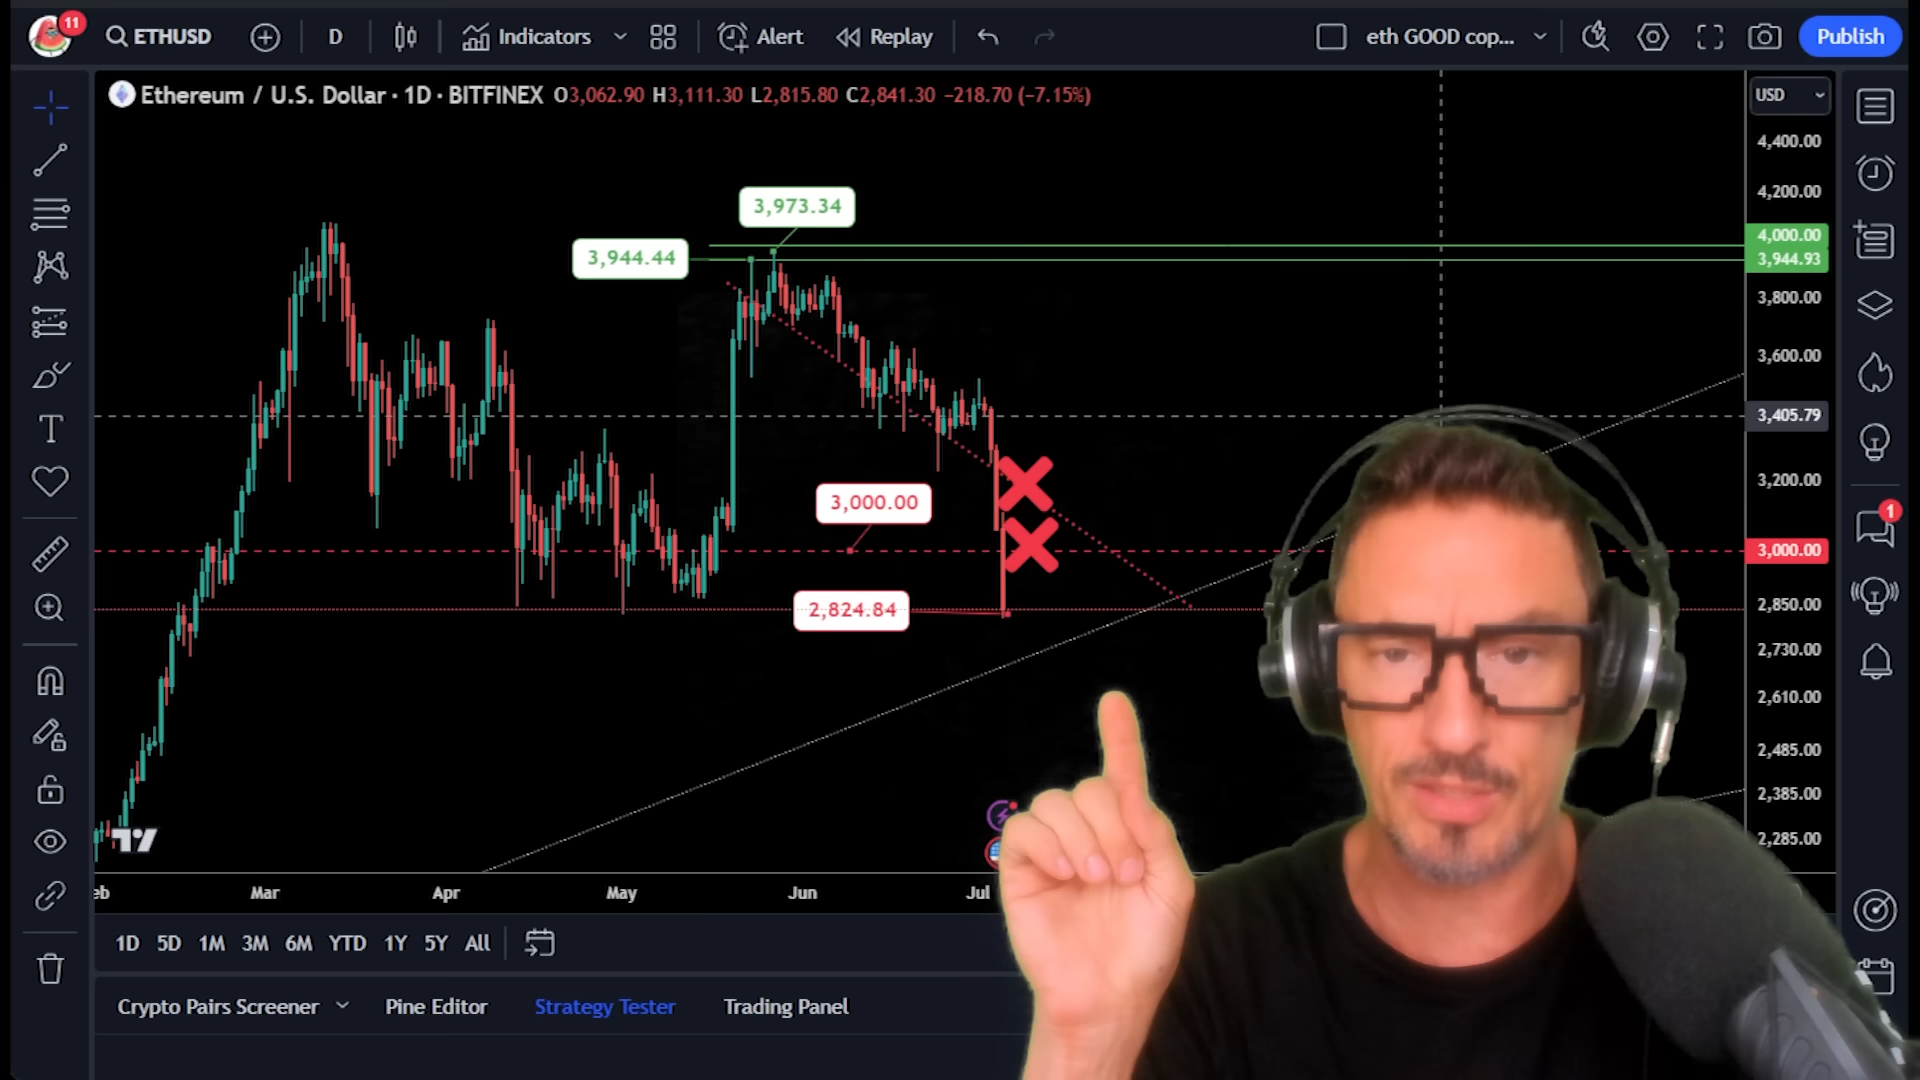 11
ETHUSD
D
Indicators
Alert
Replay
eth GOOD cop...
Publish
Ethereum / U.S. Dollar · 1D · BITFINEX O3,062.90 H3,111.30 L2,815.80 C2,841.30 −218.70 (−7.15%)
USD
4,400.00
4,200.00
3,973.34
4,000.00
3,944.44
3,944.93
3,800.00
3,600.00
3,405.79
3,200.00
3,000.00
1
3,000.00
2,824.84
2,850.00
2,730.00
2,610.00
2,485.00
2,385.00
2,285.00
eb
Mar
Apr
May
Jun
Jul
1D 5D 1M 3M 6M YTD 1Y 5Y All
Crypto Pairs Screener
Pine Editor
Strategy Tester
Trading Panel